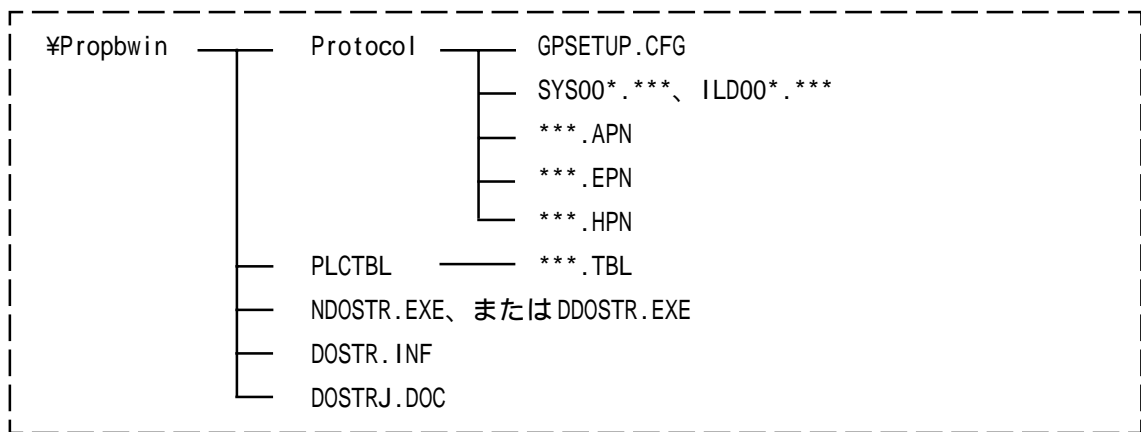 ¥Propbwin Protocol GPSETUP.CFG
SYS00*.***、ILD00*.***
***.APN
***.EPN
***.HPN
PLCTBL ***.TBL
NDOSTR.EXE、またはDDOSTR.EXE
DOSTR.INF
DOSTRJ.DOC